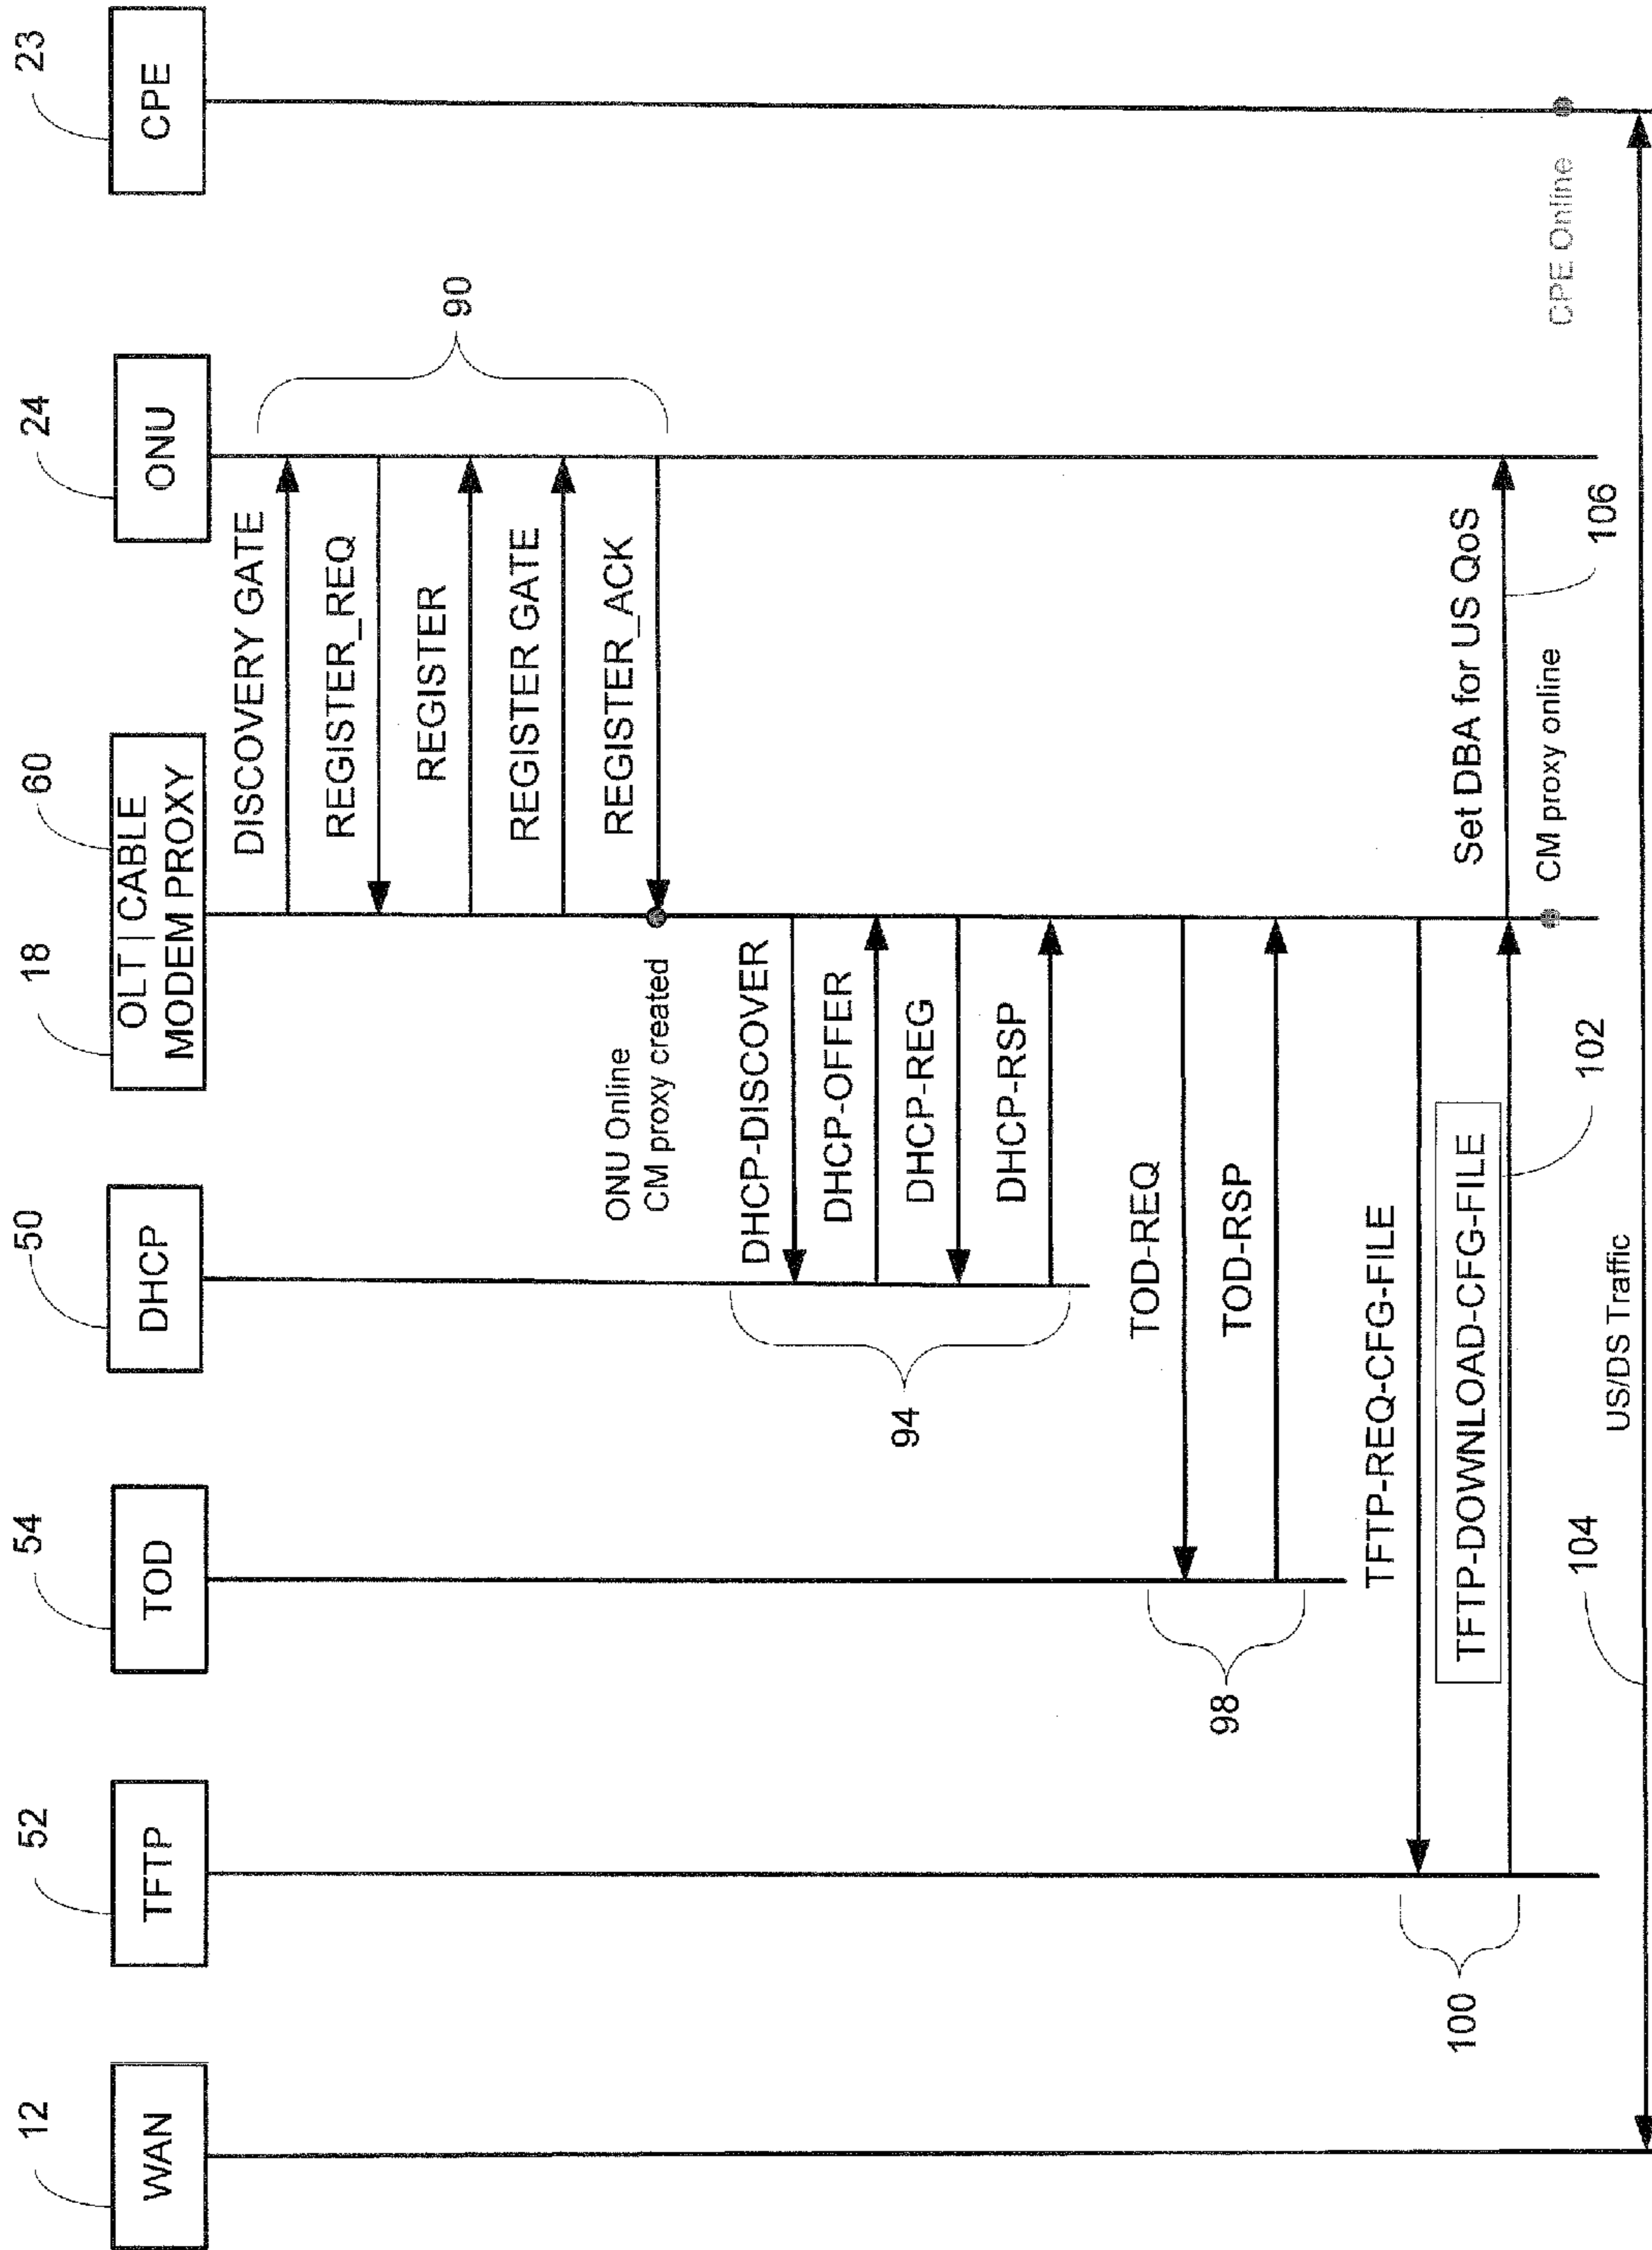 12
52
54
50
18
60
24
23
WAN
TFTP
TOD
DHCP
OLT | CABLE
MODEM PROXY
ONU
CPE
DISCOVERY GATE
REGISTER_REQ
90
REGISTER
REGISTER GATE
REGISTER_ACK
ONU Online
CM proxy created
DHCP-DISCOVER
DHCP-OFFER
94
DHCP-REG
DHCP-RSP
TOD-REQ
98
TOD-RSP
TFTP-REQ-CFG-FILE
100
TFTP-DOWNLOAD-CFG-FILE
102
Set DBA for US QoS
106
CM proxy online
CPE Online
104
US/DS Traffic